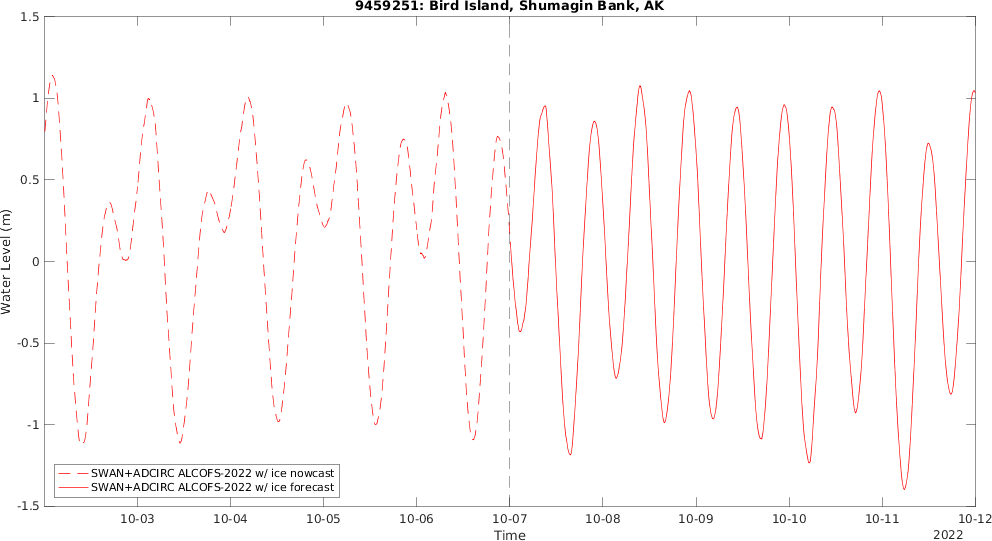 9459251: Bird Island, Shumagin Bank, AK
1.5
1
0.5
0
-0.5
-1
-1.5
Water Level (m)
SWAN+ADCIRC ALCOFS-2022 w/ ice nowcast
SWAN+ADCIRC ALCOFS-2022 w/ ice forecast
10-03 10-04 10-05 10-06 10-07 10-08 10-09 10-10 10-11 10-12
Time
2022